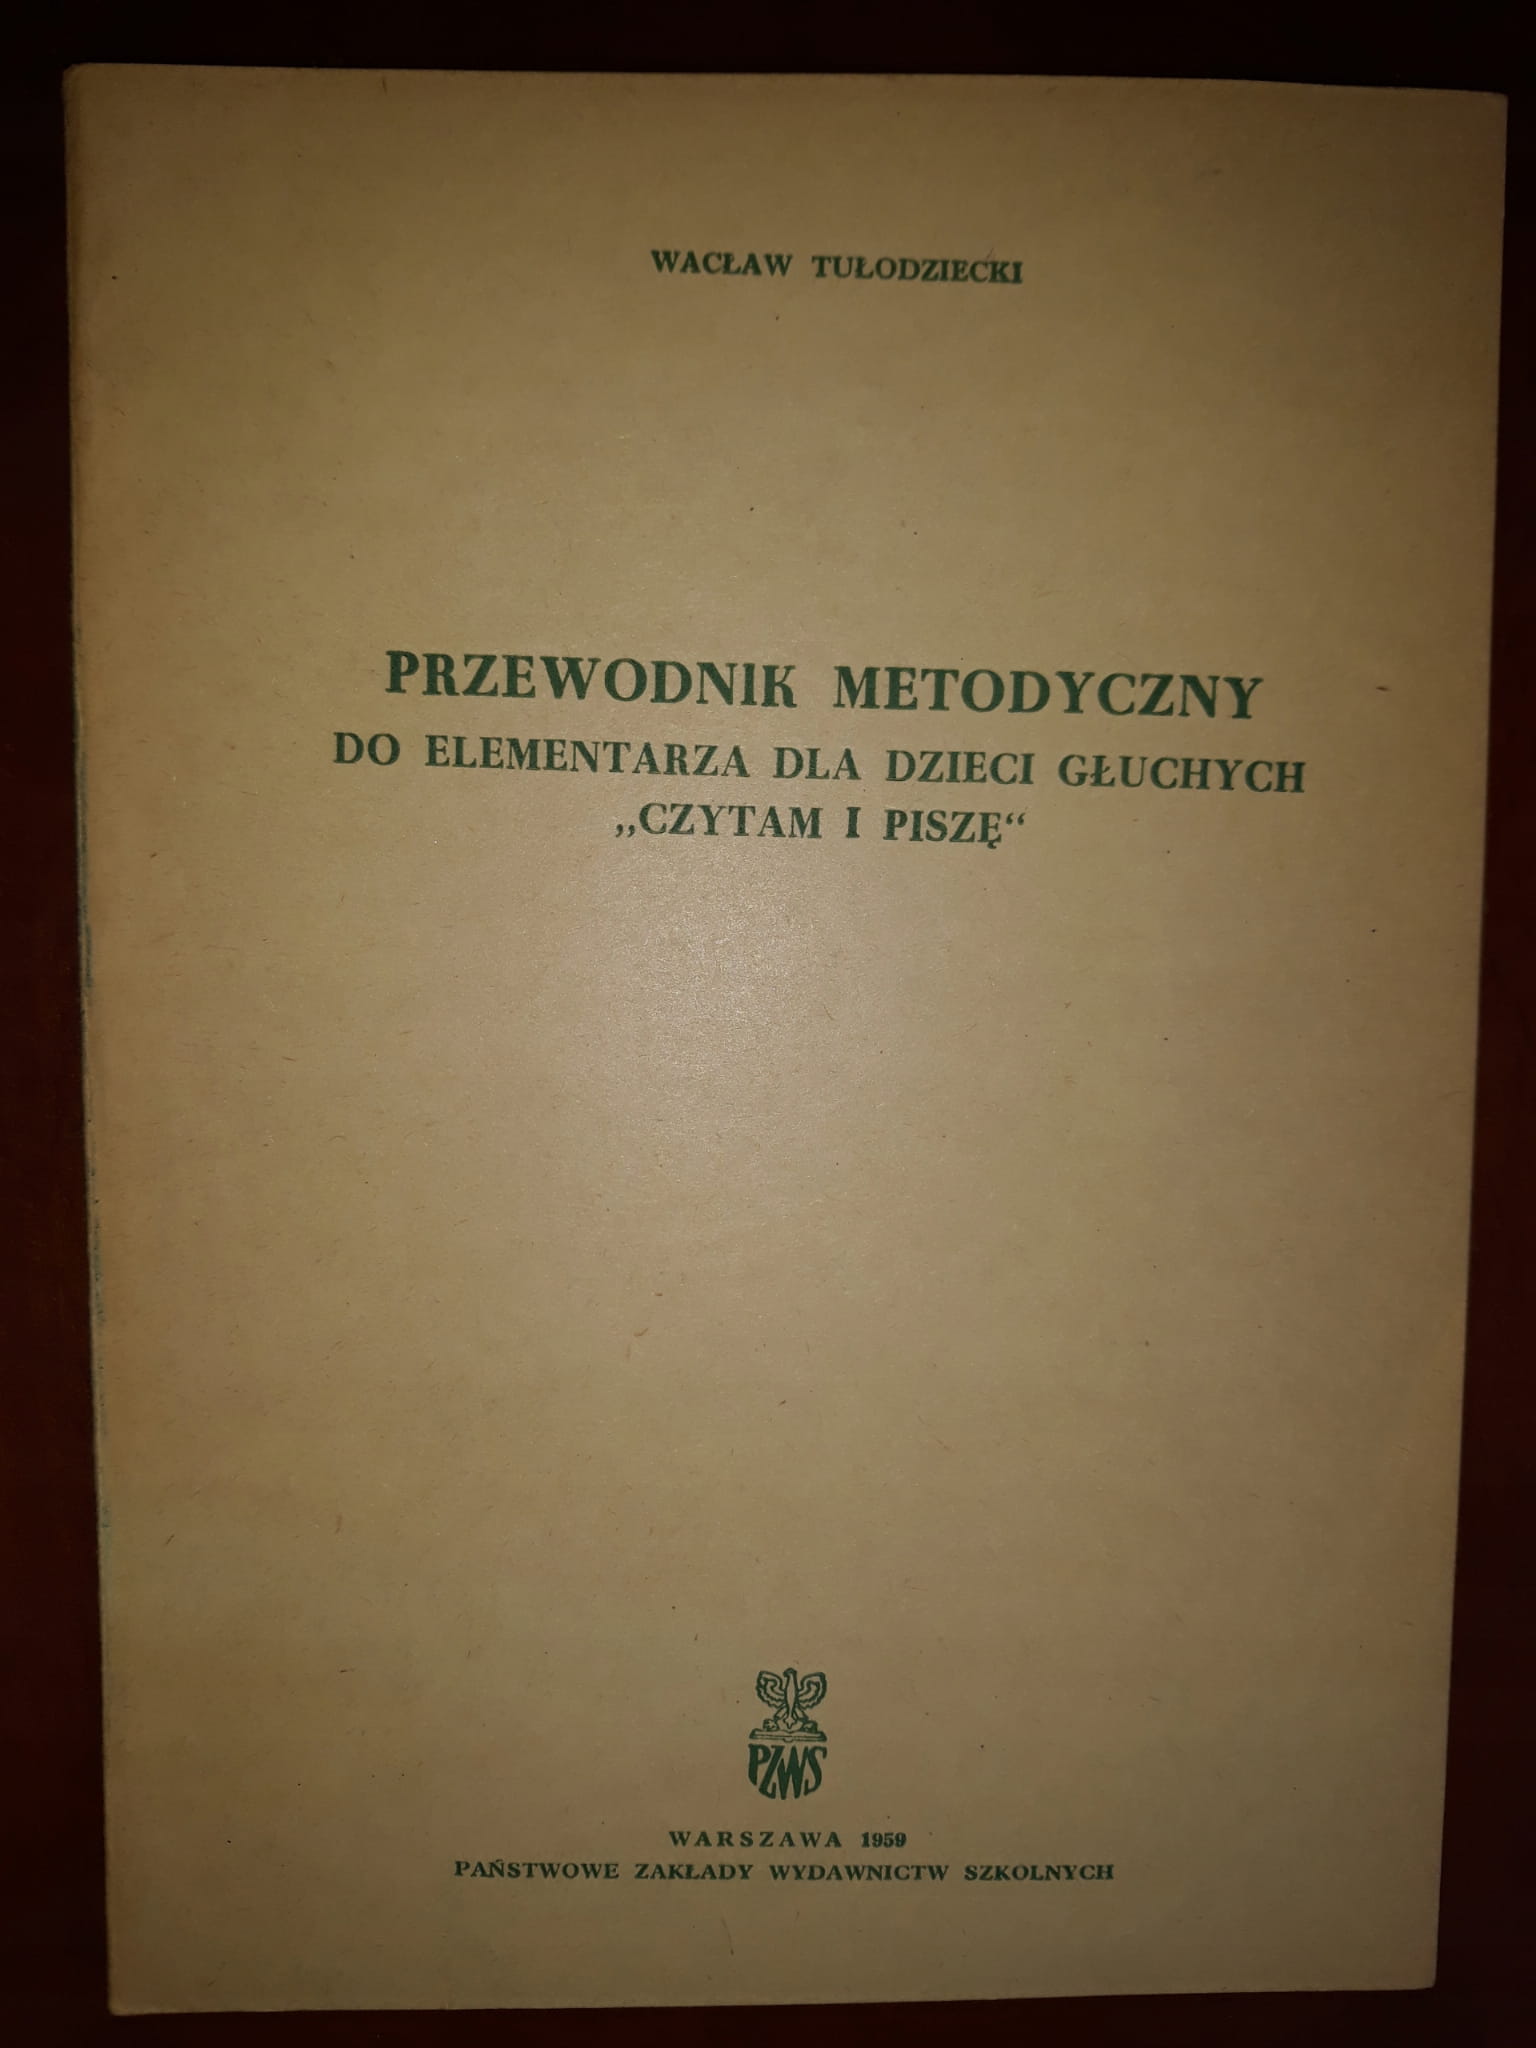 WACŁAW TUŁODZIECKI
PRZEWODNIK METODYCZNY
DO ELEMENTARZA DLA DZIECI GŁUCHYCH
„CZYTAM I PISZĘ“
PZWS
WARSZAWA 1959
PAŃSTWOWE ZAKŁADY WYDAWNICTW SZKOLNYCH